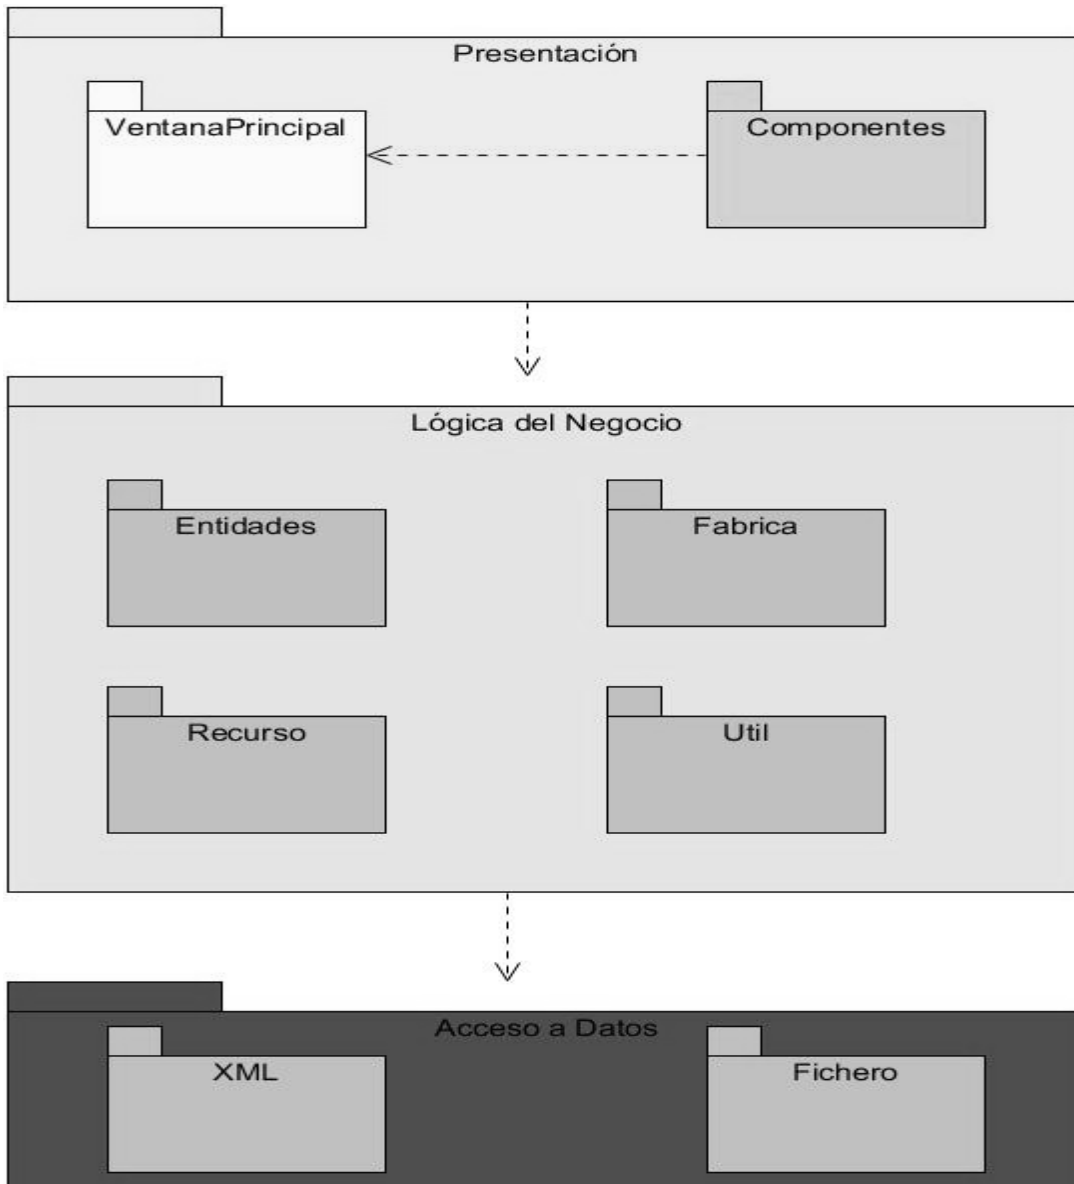 Presentación
VentanaPrincipal
Componentes
Lógica del Negocio
Entidades
Fabrica
Recurso
Util
Acceso a Datos
XML
Fichero